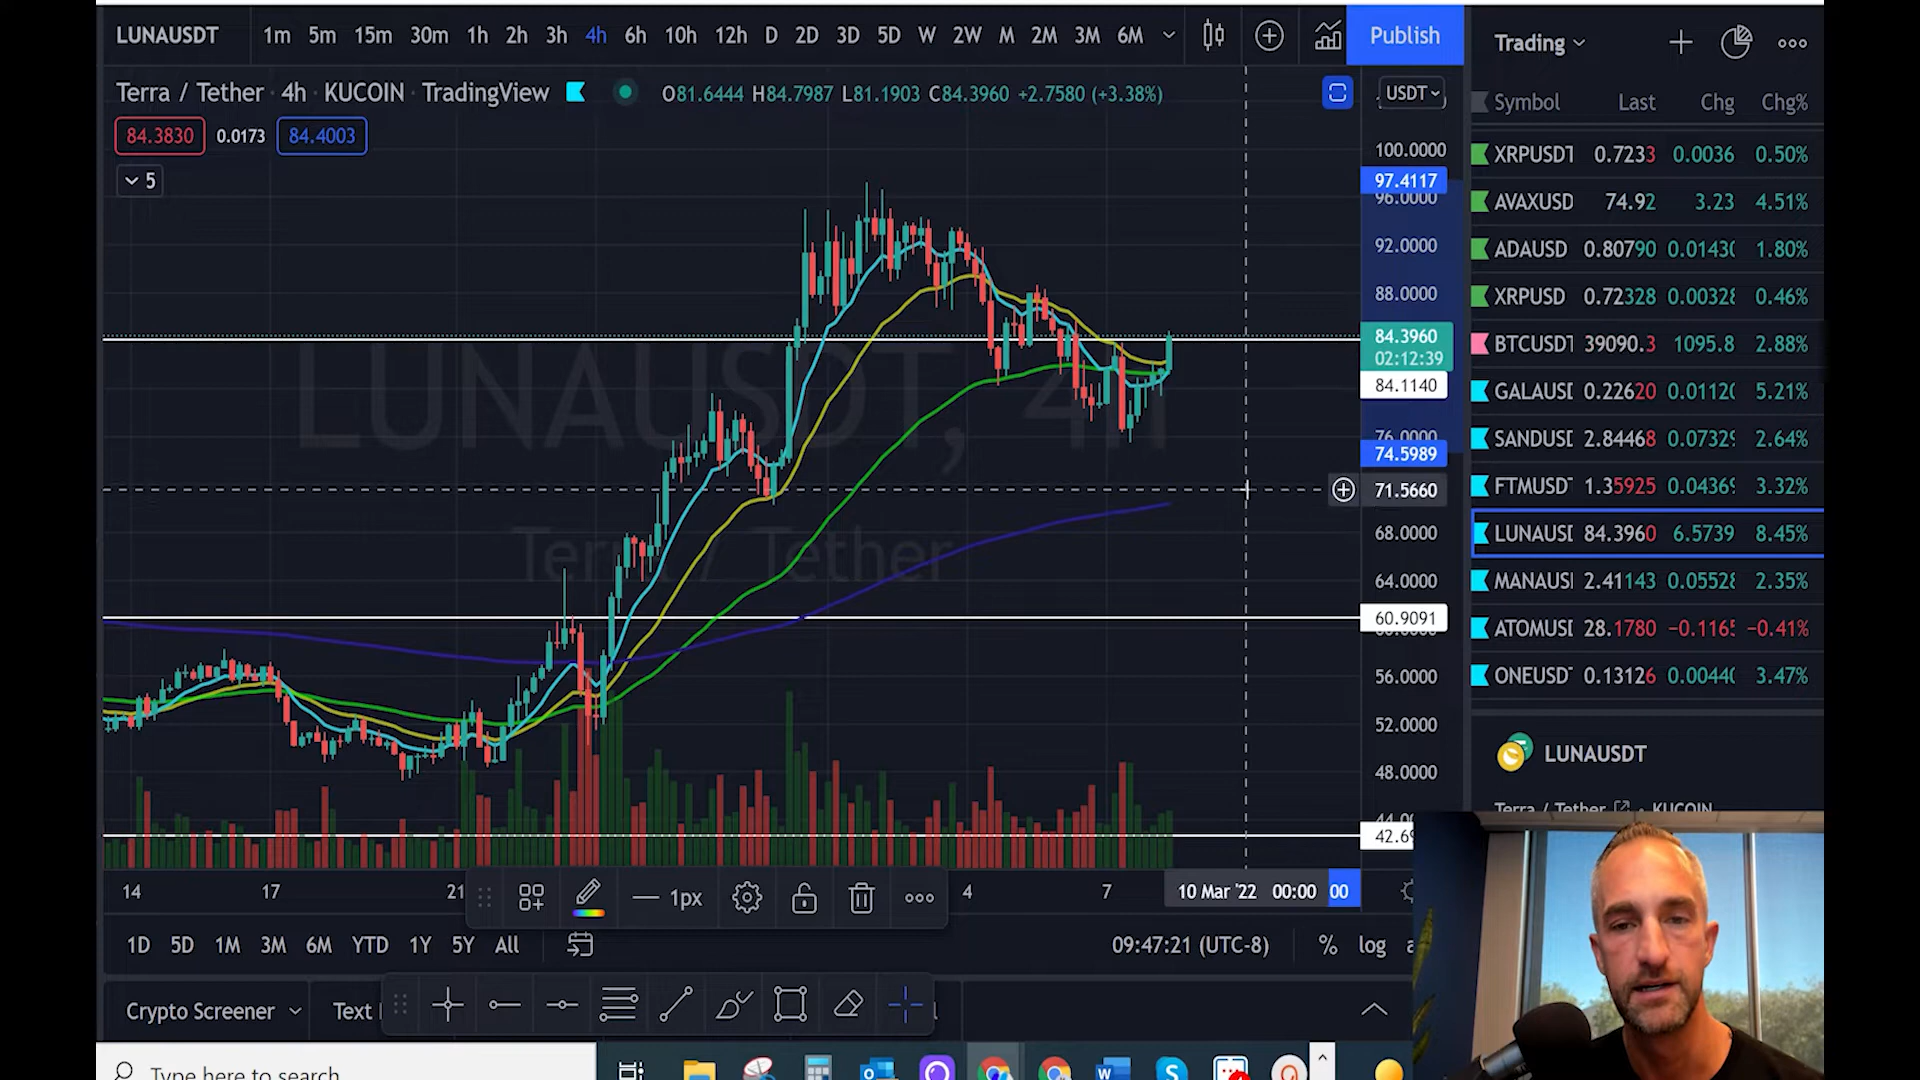 LUNAUSDT 1m 5m 15m 30m 1h 2h 3h 4h 6h 10h 12h D 2D 3D 5D W 2W M 2M 3M 6M Publish
Terra / Tether · 4h · KUCOIN · TradingView O81.6444 H84.7987 L81.1903 C84.3960 +2.7580 (+3.38%)
84.3830 0.0173 84.4003
5
USDT
100.0000
97.4117
96.0000
92.0000
88.0000
84.3960
02:12:39
84.1140
76.0000
74.5989
71.5660
68.0000
64.0000
60.9091
56.0000
52.0000
48.0000
LUNAUSDT, 4h
Terra / Tether
14 17 21 4 7 10 Mar '22 00:00 00
1px
1D 5D 1M 3M 6M YTD 1Y 5Y All
09:47:21 (UTC-8) % log
Crypto Screener Text
Type here to search
Trading
Symbol Last Chg Chg%
XRPUSDT 0.7233 0.0036 0.50%
AVAXUSD 74.92 3.23 4.51%
ADAUSD 0.80790 0.0143 1.80%
XRPUSD 0.72328 0.00328 0.46%
BTCUSDT 39090.3 1095.8 2.88%
GALAUSD 0.22620 0.0112 5.21%
SANDUSD 2.84468 0.0732 2.64%
FTMUSDT 1.35925 0.0436 3.32%
LUNAUSD 84.3960 6.5739 8.45%
MANAUSD 2.41143 0.05528 2.35%
ATOMUSD 28.1780 −0.116 −0.41%
ONEUSDT 0.13126 0.0044 3.47%
LUNAUSDT
Terra / Tether · KUCOIN